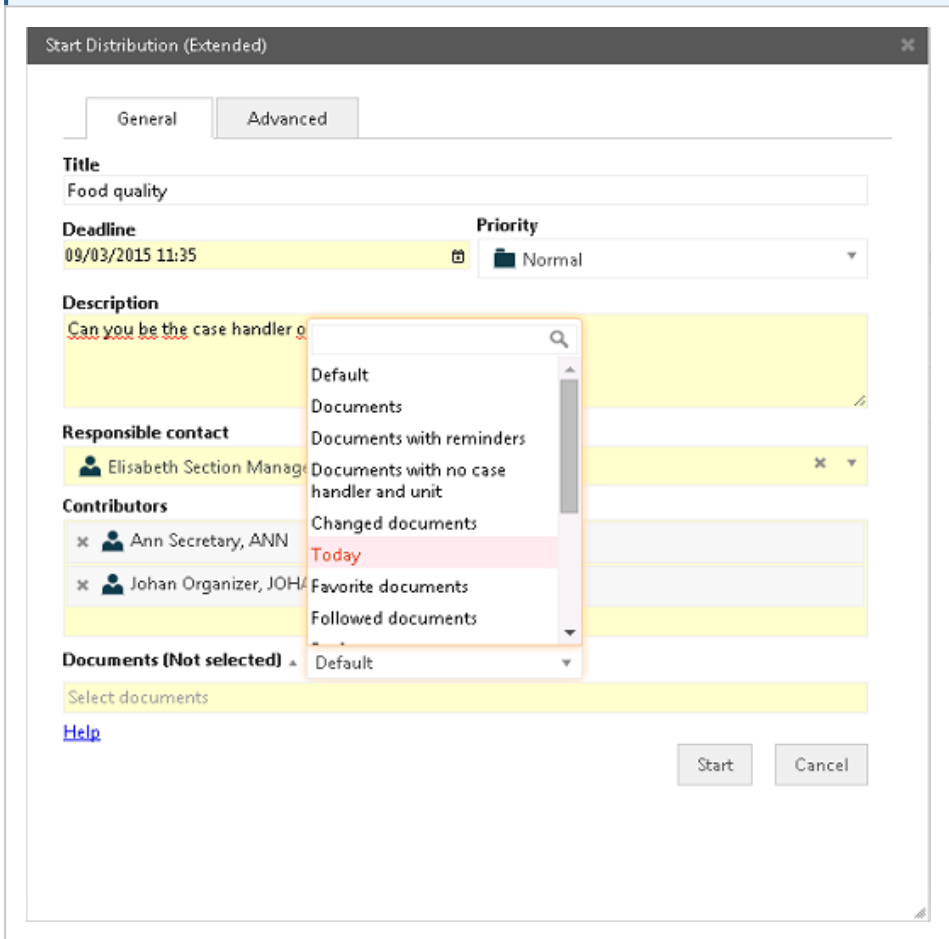 Start Distribution (Extended)
General
Advanced
Title
Food quality
Deadline
Priority
09/03/2015 11:35
Normal
Description
Can you be the case handler
Default
Documents
Documents with reminders
Documents with no case
handler and unit
Changed documents
Today
Favorite documents
Followed documents
Responsible contact
Elisabeth Section
Contributors
Ann Secretary, ANN
Johan Organizer,
Documents (Not selected)
Default
Select documents
Help
Start
Cancel